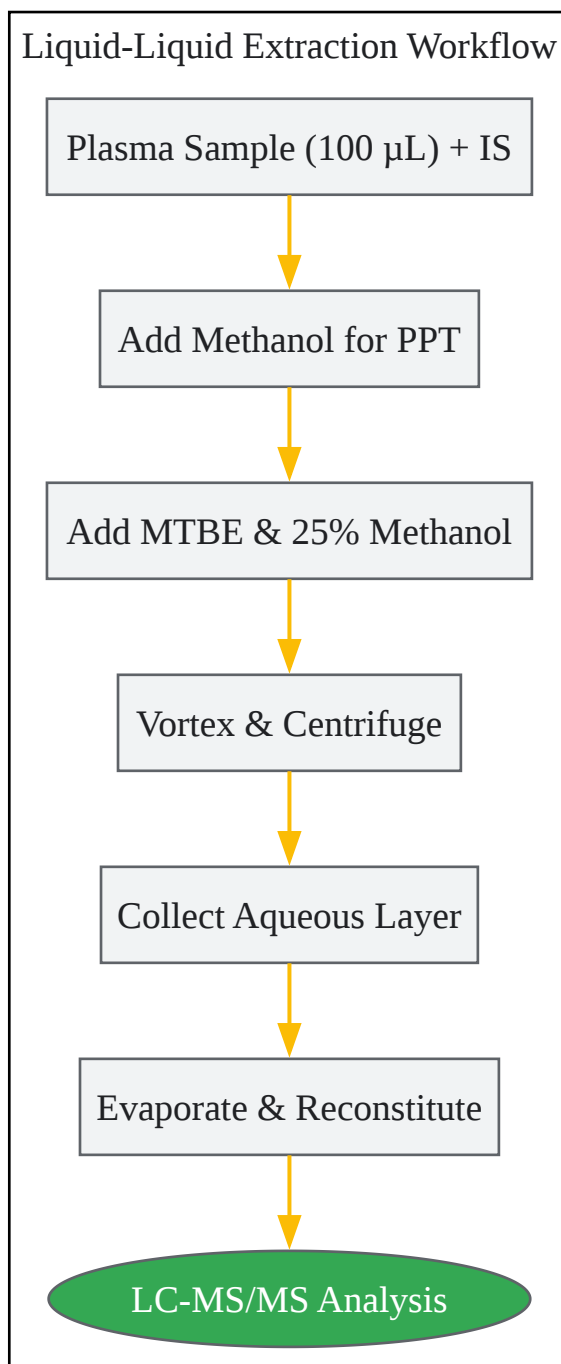 Liquid-Liquid Extraction Workflow
Plasma Sample (100 µL) + IS
Add Methanol for PPT
Add MTBE & 25% Methanol
Vortex & Centrifuge
Collect Aqueous Layer
Evaporate & Reconstitute
LC-MS/MS Analysis